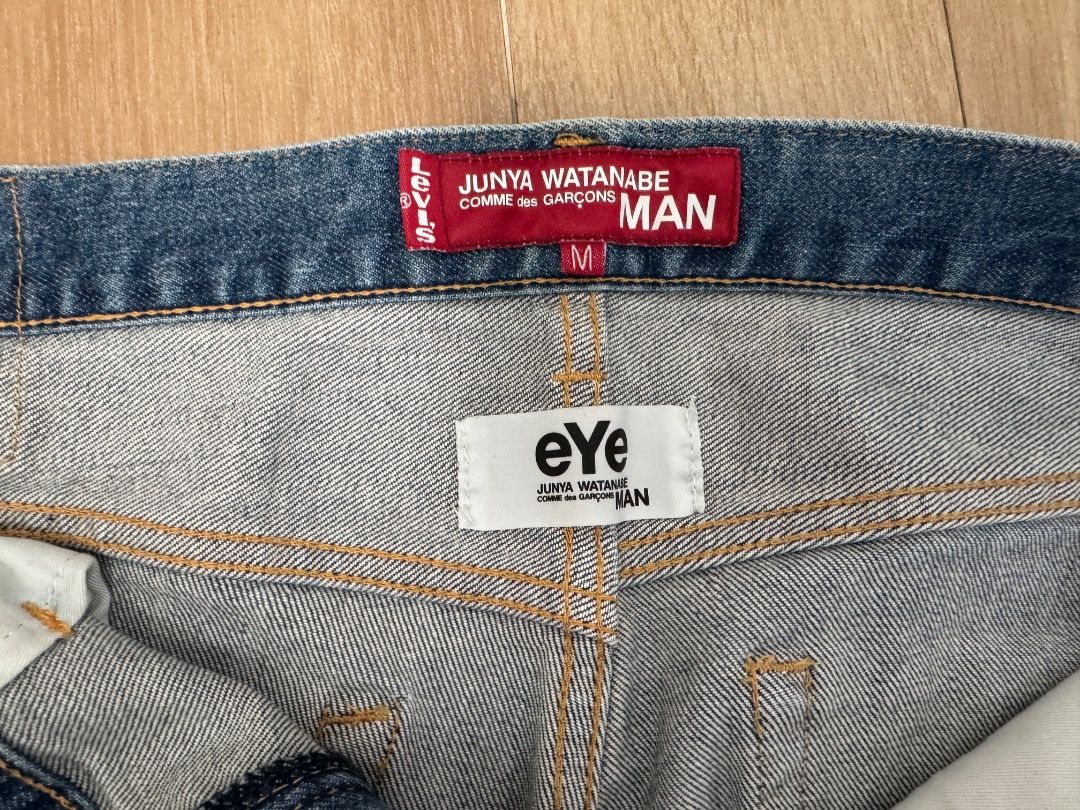 Levi's
®
JUNYA WATANABE
COMME des GARÇONS MAN
M
eYe
JUNYA WATANABE
COMME des GARÇONS MAN